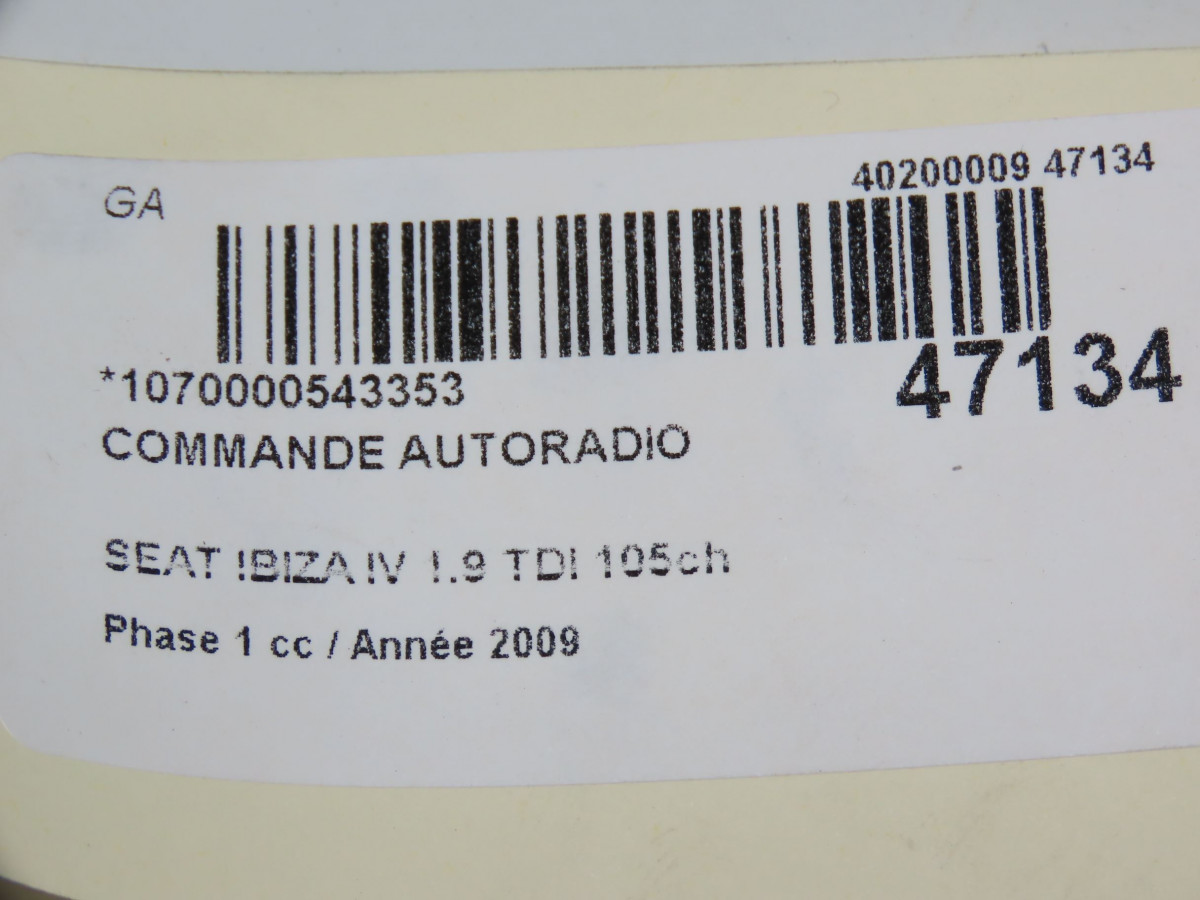 GA
40200009 47134
*1070000543353
47134
COMMANDE AUTORADIO
SEAT IBIZA IV 1.9 TDI 105ch
Phase 1 cc / Année 2009